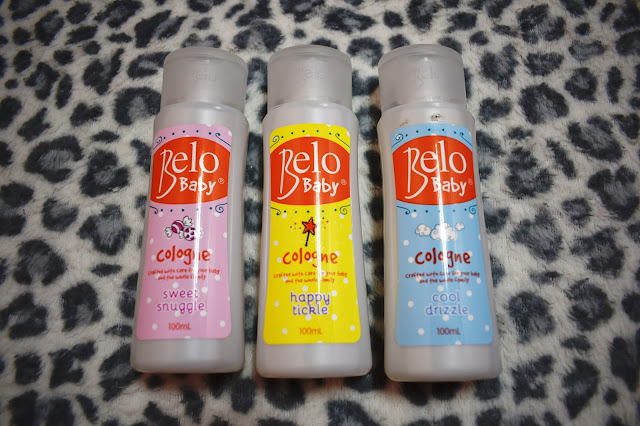 Belo
Baby®
cologne
crafted with care for your baby
and the whole family
sweet
snuggle
100mL
Belo
Baby®
cologne
crafted with care for your baby
and the whole family
happy
tickle
100mL
Belo
Baby®
cologne
crafted with care for your baby
and the whole family
cool
drizzle
100mL